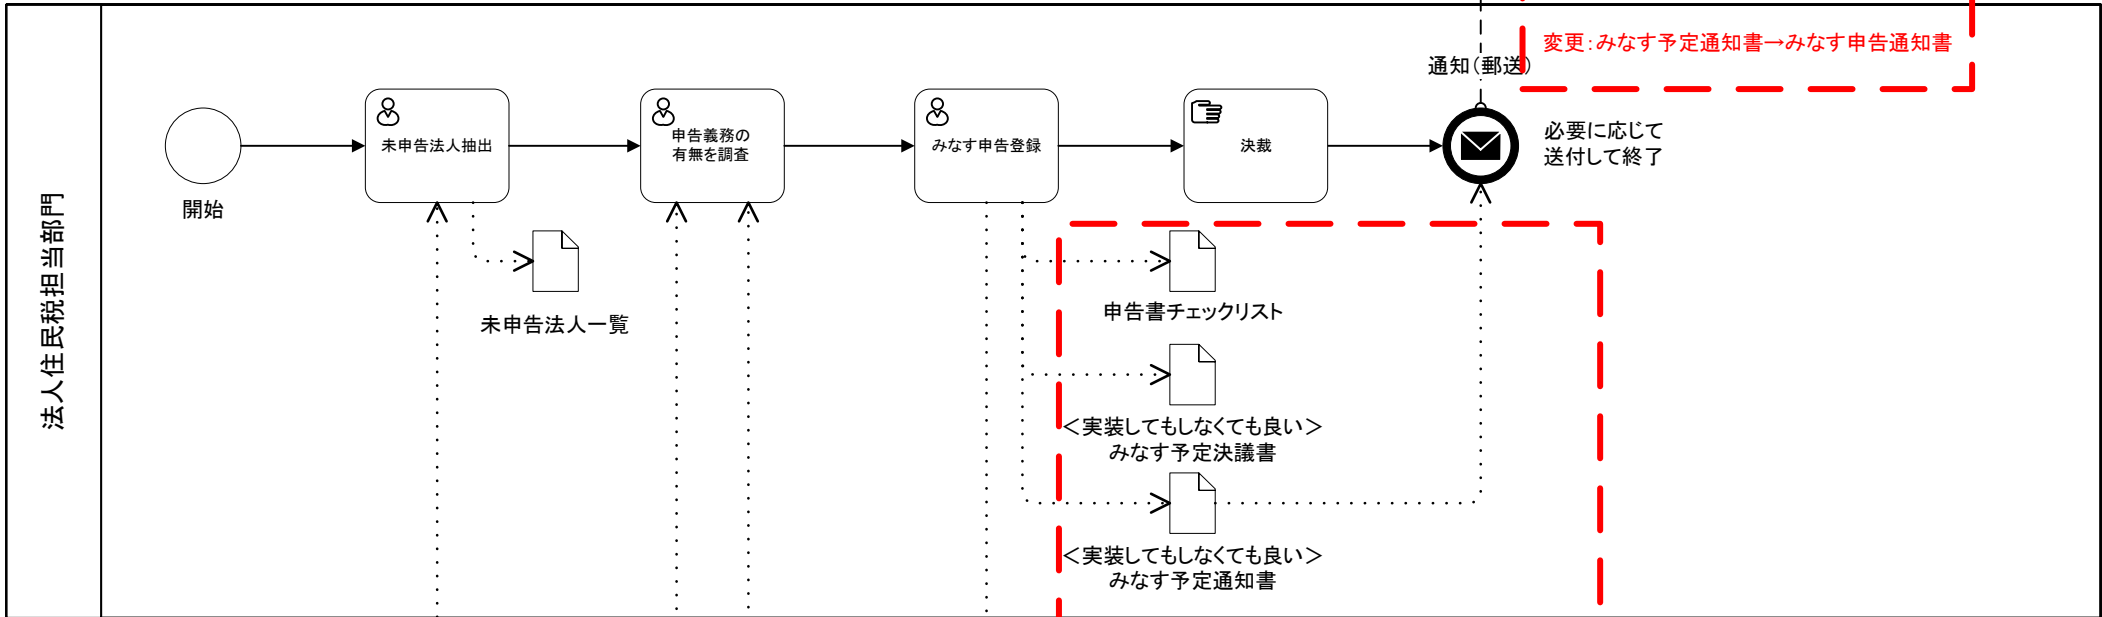 変更：みなす予定通知書→みなす申告通知書
通知（郵送）
未申告法人抽出
申告義務の
有無を調査
みなす申告登録
決裁
必要に応じて
送付して終了
開始
法人住民税担当部門
未申告法人一覧
申告書チェックリスト
＜実装してもしなくても良い＞
みなす予定決議書
＜実装してもしなくても良い＞
みなす予定通知書